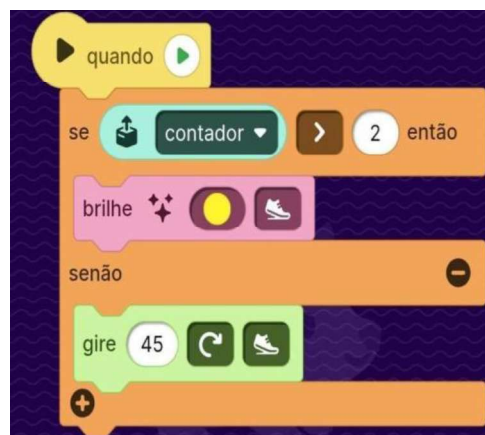 quando
se contador > 2 então
brilhe
senão
gire 45